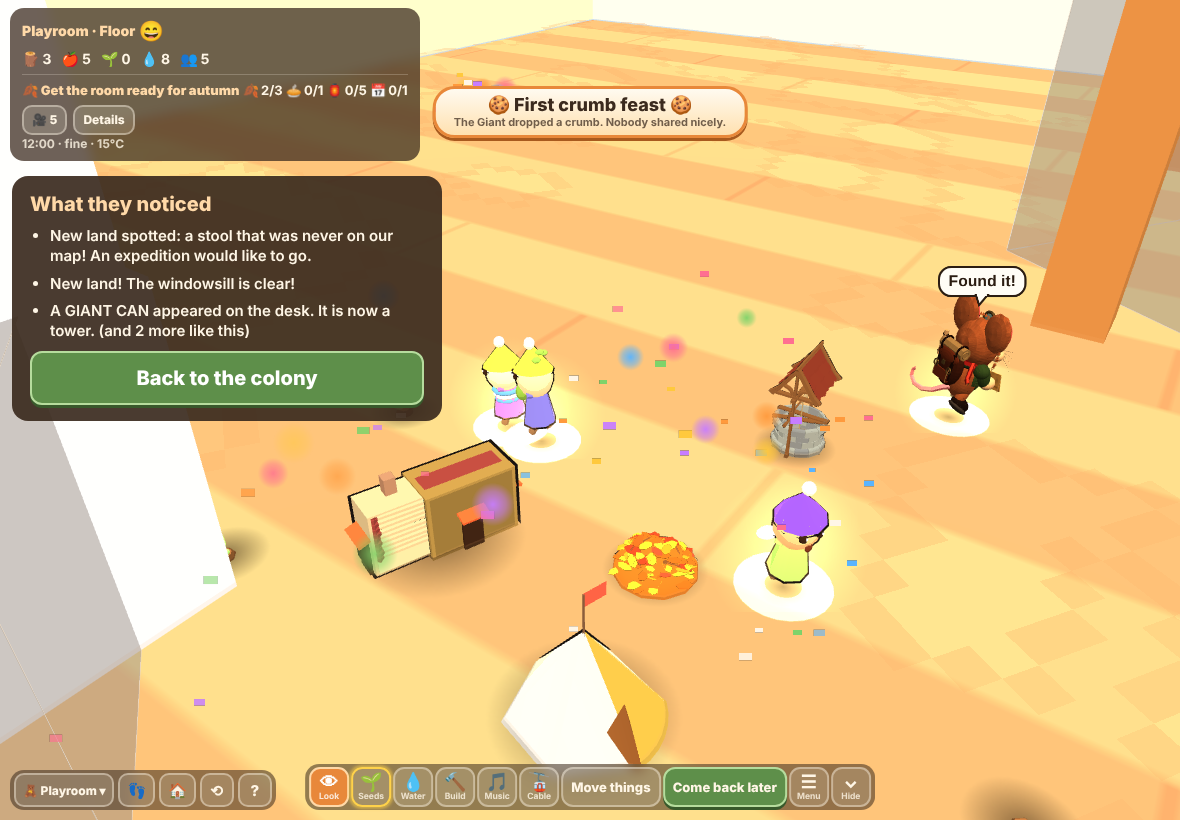 Playroom · Floor
3 5 0 8 5
Get the room ready for autumn 2/3 0/1 0/5 0/1
5 Details
12:00 · fine · 15°C
First crumb feast
The Giant dropped a crumb. Nobody shared nicely.
What they noticed
• New land spotted: a stool that was never on our
map! An expedition would like to go.
• New land! The windowsill is clear!
• A GIANT CAN appeared on the desk. It is now a
tower. (and 2 more like this)
Back to the colony
Found it!
Playroom ▾ ?
Look Seeds Water Build Music Cable Move things Come back later Menu Hide